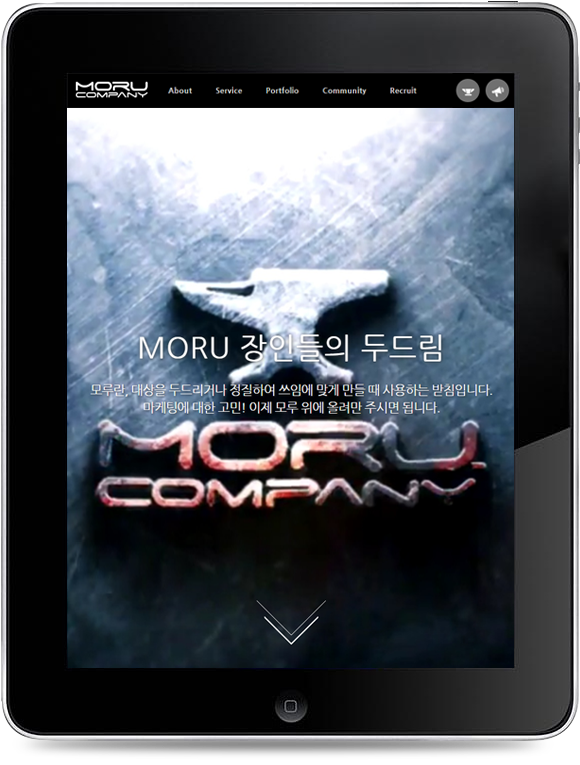 MORU
COMPANY
About
Service
Portfolio
Community
Recruit
MORU 장인들의 두드림
모루란, 대상을 두드리거나 징질하여 쓰임에 맞게 만들 때 사용하는 받침입니다.
마케팅에 대한 고민! 이제 모루 위에 올려만 주시면 됩니다.
MORU
COMPANY